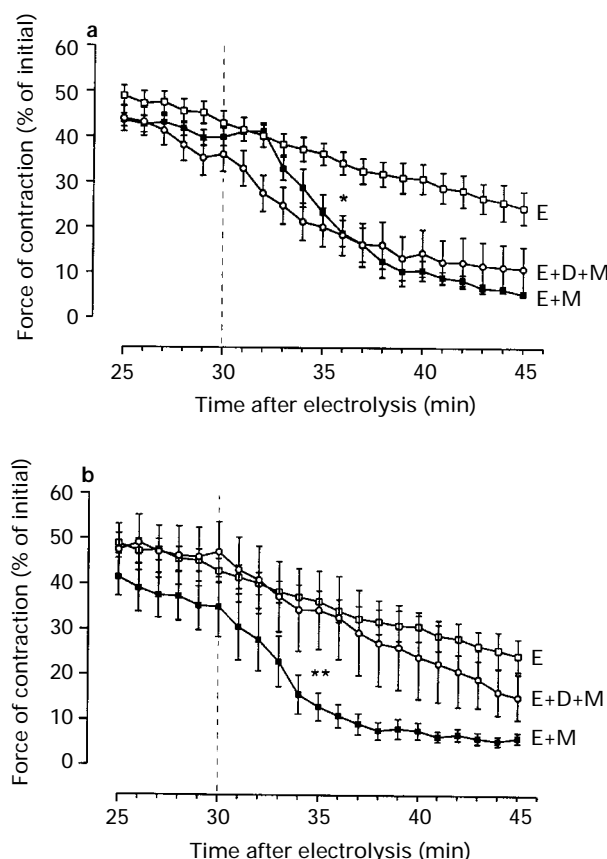 a
Force of contraction (% of initial)
60
50
40
30
20
10
0
*
E
E+D+M
E+M
25 30 35 40 45
Time after electrolysis (min)
b
Force of contraction (% of initial)
60
50
40
30
20
10
0
**
E
E+D+M
E+M
25 30 35 40 45
Time after electrolysis (min)